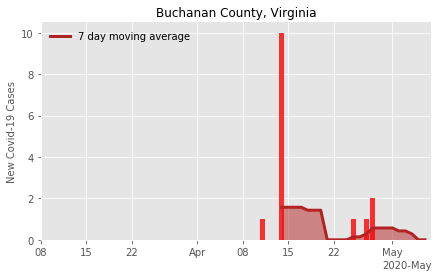 Buchanan County, Virginia
7 day moving average
New Covid-19 Cases
10
8
6
4
2
0
08 15 22 Apr 08 15 22 May
2020-May